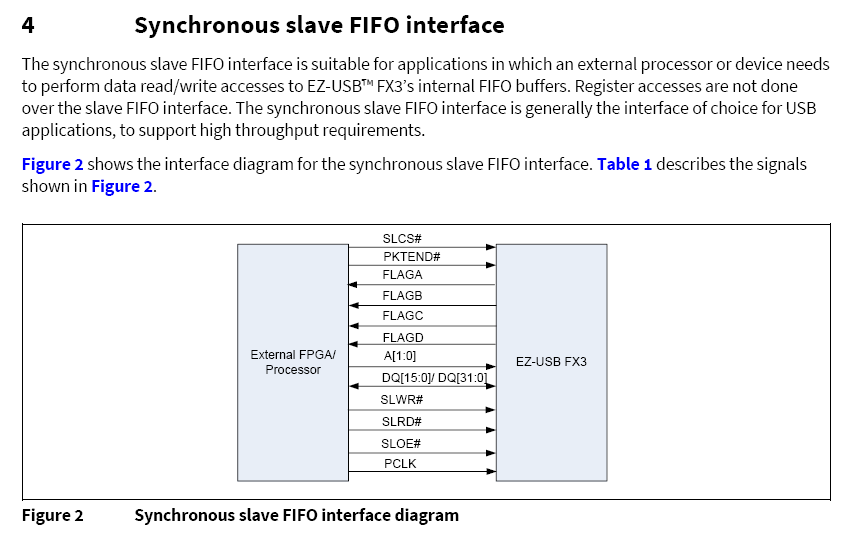 4 Synchronous slave FIFO interface
The synchronous slave FIFO interface is suitable for applications in which an external processor or device needs
to perform data read/write accesses to EZ-USB™ FX3's internal FIFO buffers. Register accesses are not done
over the slave FIFO interface. The synchronous slave FIFO interface is generally the interface of choice for USB
applications, to support high throughput requirements.
Figure 2 shows the interface diagram for the synchronous slave FIFO interface. Table 1 describes the signals
shown in Figure 2.
SLCS#
PKTEND#
FLAGA
FLAGB
FLAGC
FLAGD
External FPGA/
Processor
A[1:0]
EZ-USB FX3
DQ[15:0]/ DQ[31:0]
SLWR#
SLRD#
SLOE#
PCLK
Figure 2 Synchronous slave FIFO interface diagram